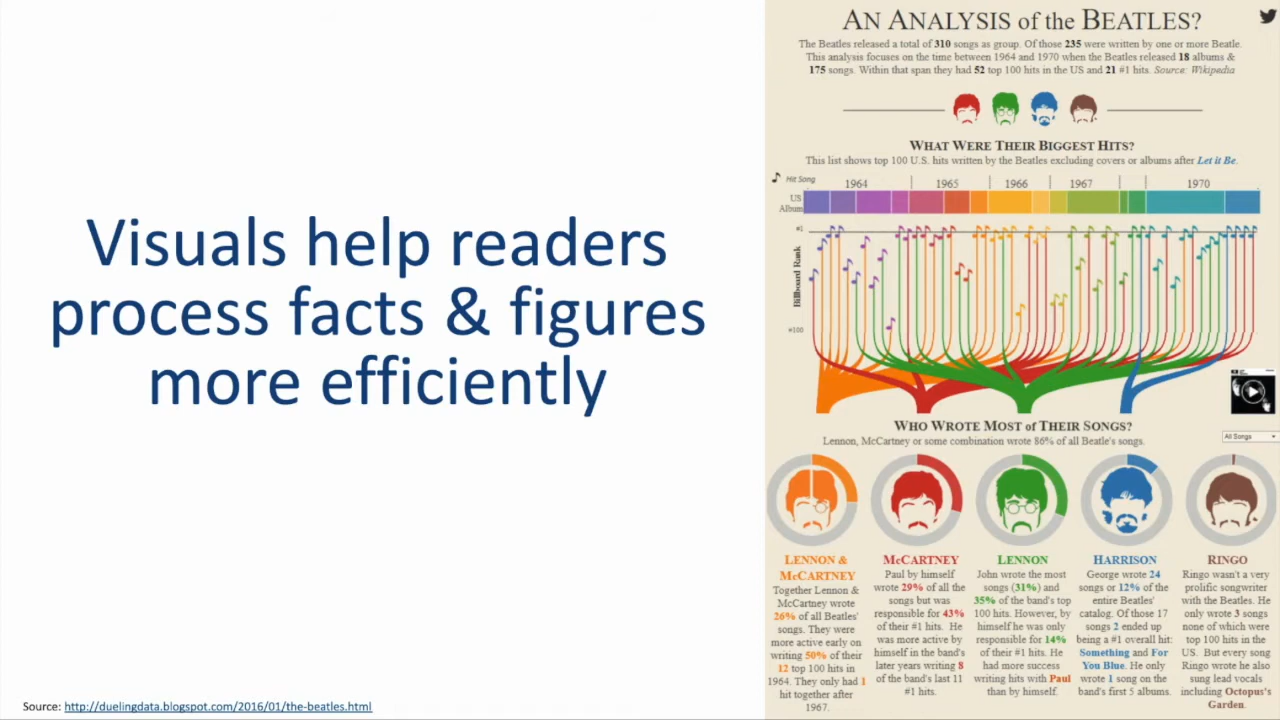 Visuals help readers
process facts & figures
more efficiently
Source: http://duelingdata.blogspot.com/2016/01/the-beatles.html
AN ANALYSIS of the BEATLES?
The Beatles released a total of 310 songs as group. Of those 235 were written by one or more Beatle.
This analysis focuses on the time between 1964 and 1970 when the Beatles released 18 albums &
175 songs. Within that span they had 52 top 100 hits in the US and 21 #1 hits. Source: Wikipedia
WHAT WERE THEIR BIGGEST HITS?
This list shows top 100 U.S. hits written by the Beatles excluding covers or albums after Let it Be.
Hit Song
1964 1965 1966 1967 1970
US
Album
#1
Billboard Rank
#100
WHO WROTE MOST of THEIR SONGS?
Lennon, McCartney or some combination wrote 86% of all Beatle's songs.
All Songs
LENNON &
MCCARTNEY
Together Lennon &
McCartney wrote
26% of all Beatles'
songs. They were
more active early on
writing 50% of their
12 top 100 hits in
1964. They only had 1
hit together after
1967.
MCCARTNEY
Paul by himself
wrote 29% of all the
songs but was
responsible for 43%
of their #1 hits. He
was more active by
himself in the band's
later years writing 8
of the band's last 11
#1 hits.
LENNON
John wrote the most
songs (31%) and
35% of the band's top
100 hits. However, by
himself he was only
responsible for 14%
of their #1 hits. He
had more success
writing hits with Paul
than by himself.
HARRISON
George wrote 24
songs or 12% of the
entire Beatles'
catalog. Of those 17
songs 2 ended up
being a #1 overall hit:
Something and For
You Blue. He only
wrote 1 song on the
band's first 5 albums.
RINGO
Ringo wasn't a very
prolific songwriter
with the Beatles. He
only wrote 3 songs
none of which were
top 100 hits in the
US. But every song
Ringo wrote he also
sung lead vocals
including Octopus's
Garden.